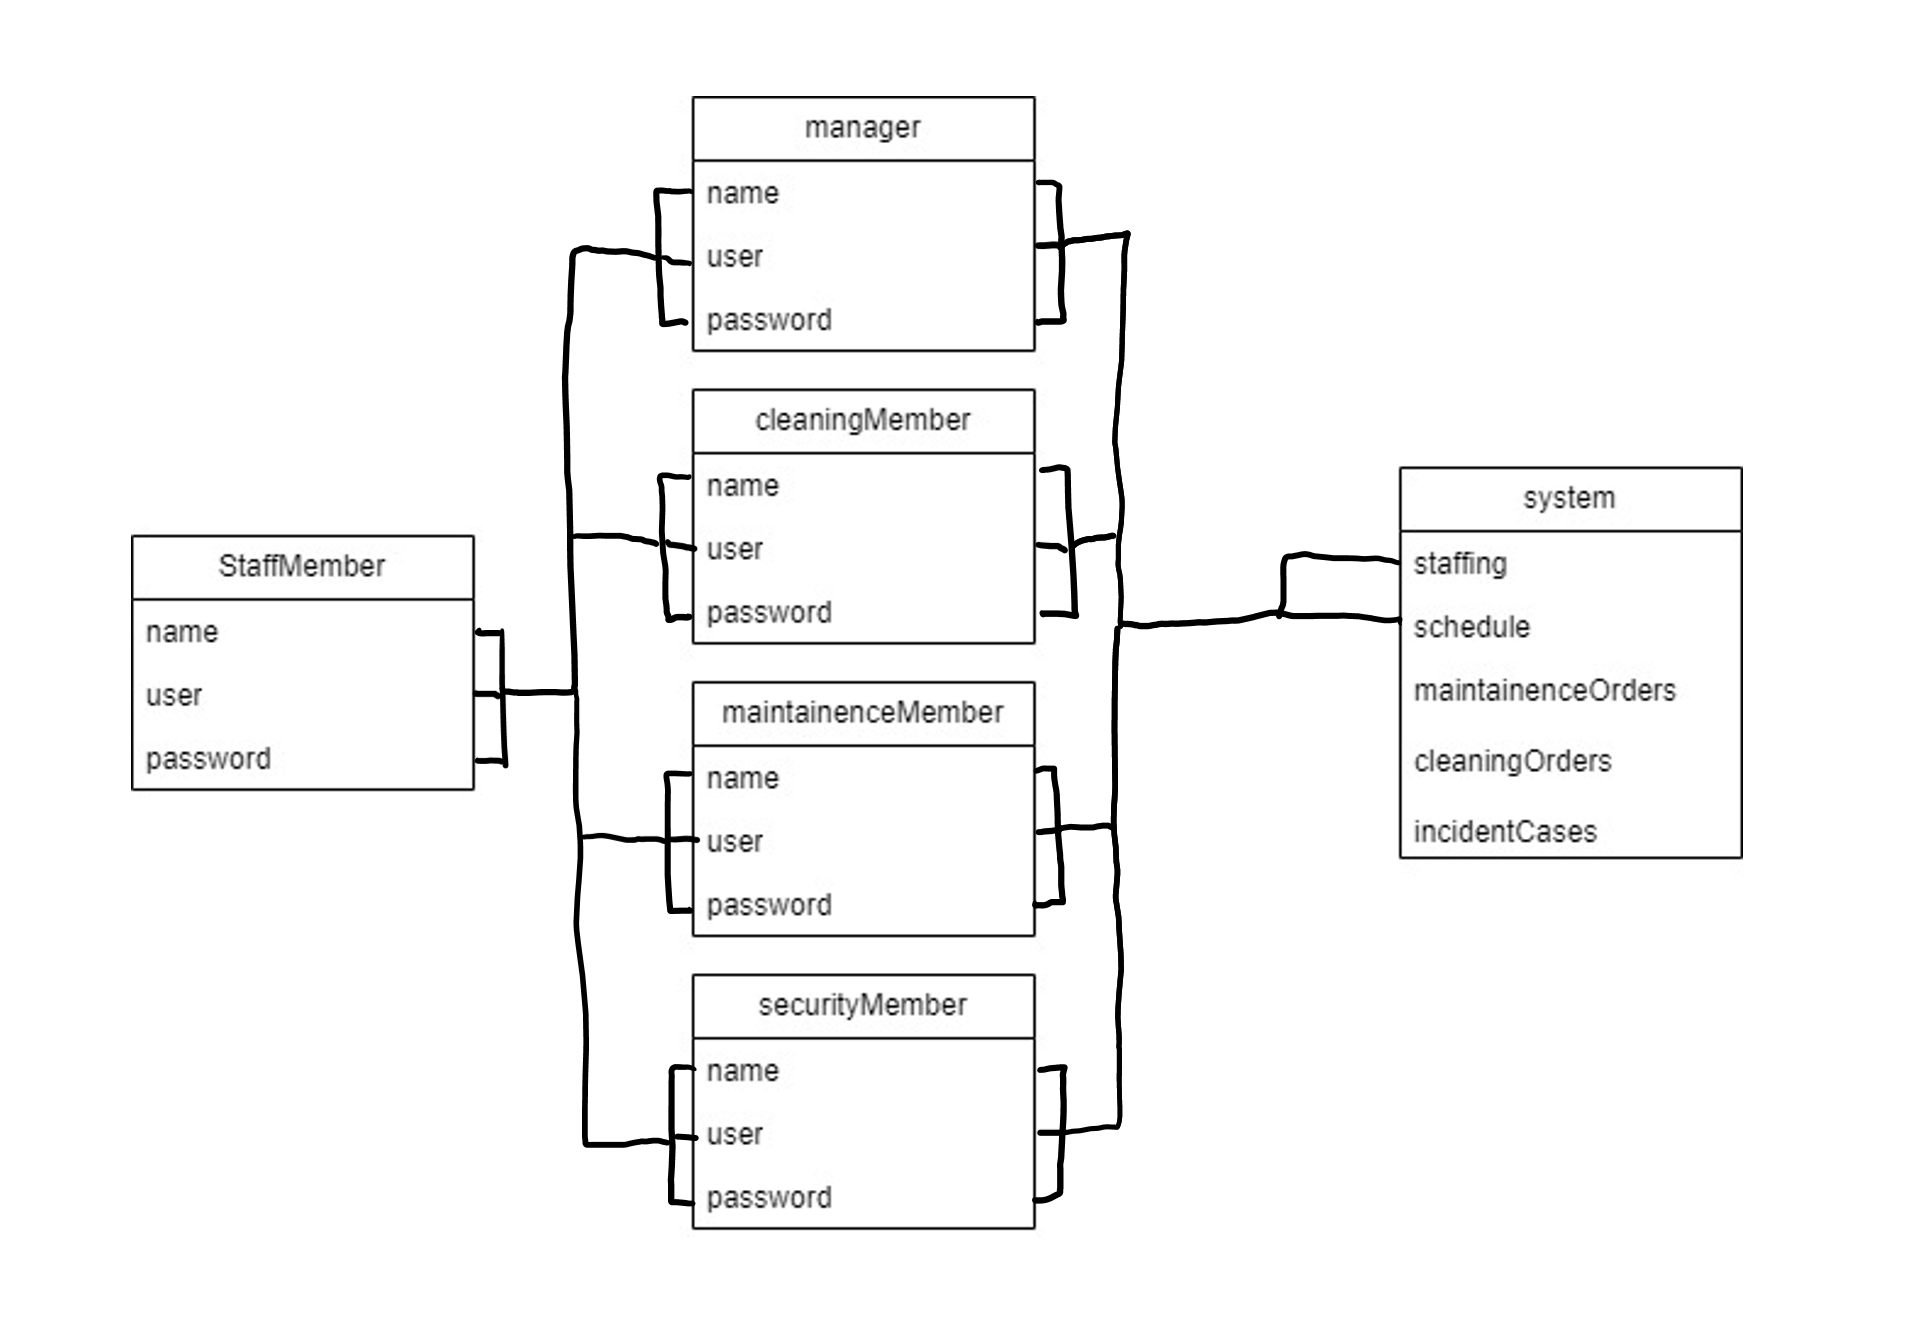 StaffMember
name
user
password
manager
name
user
password
cleaningMember
name
user
password
maintainenceMember
name
user
password
securityMember
name
user
password
system
staffing
schedule
maintainenceOrders
cleaningOrders
incidentCases